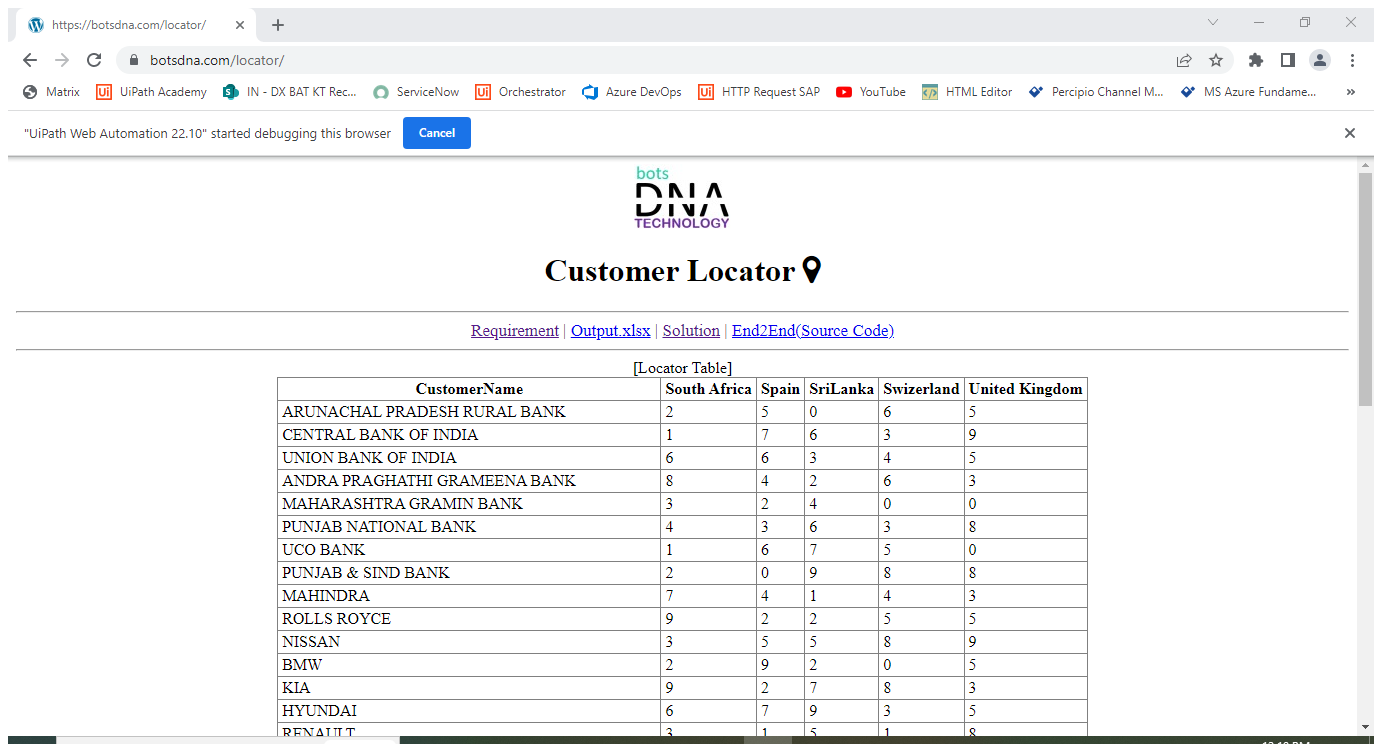 https://botsdna.com/locator/
botsdna.com/locator/
Matrix UiPath Academy IN - DX BAT KT Rec... ServiceNow Orchestrator Azure DevOps HTTP Request SAP YouTube HTML Editor Percipio Channel M... MS Azure Fundame... »
"UiPath Web Automation 22.10" started debugging this browser Cancel
bots
DNA
TECHNOLOGY
Customer Locator
Requirement | Output.xlsx | Solution | End2End(Source Code)
[Locator Table]
CustomerName South Africa Spain SriLanka Swizerland United Kingdom
ARUNACHAL PRADESH RURAL BANK 2 5 0 6 5
CENTRAL BANK OF INDIA 1 7 6 3 9
UNION BANK OF INDIA 6 6 3 4 5
ANDRA PRAGHATHI GRAMEENA BANK 8 4 2 6 3
MAHARASHTRA GRAMIN BANK 3 2 4 0 0
PUNJAB NATIONAL BANK 4 3 6 3 8
UCO BANK 1 6 7 5 0
PUNJAB & SIND BANK 2 0 9 8 8
MAHINDRA 7 4 1 4 3
ROLLS ROYCE 9 2 2 5 5
NISSAN 3 5 5 8 9
BMW 2 9 2 0 5
KIA 9 2 7 8 3
HYUNDAI 6 7 9 3 5
RENAULT 3 1 5 1 8